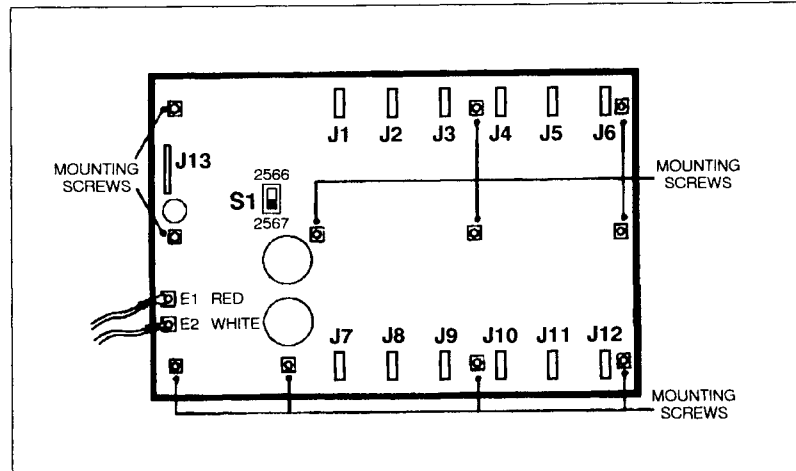 J1 J2 J3 J4 J5 J6
J13
MOUNTING
SCREWS
2566
S1
2567
MOUNTING
SCREWS
E1 RED
E2 WHITE
J7 J8 J9 J10 J11 J12
MOUNTING
SCREWS